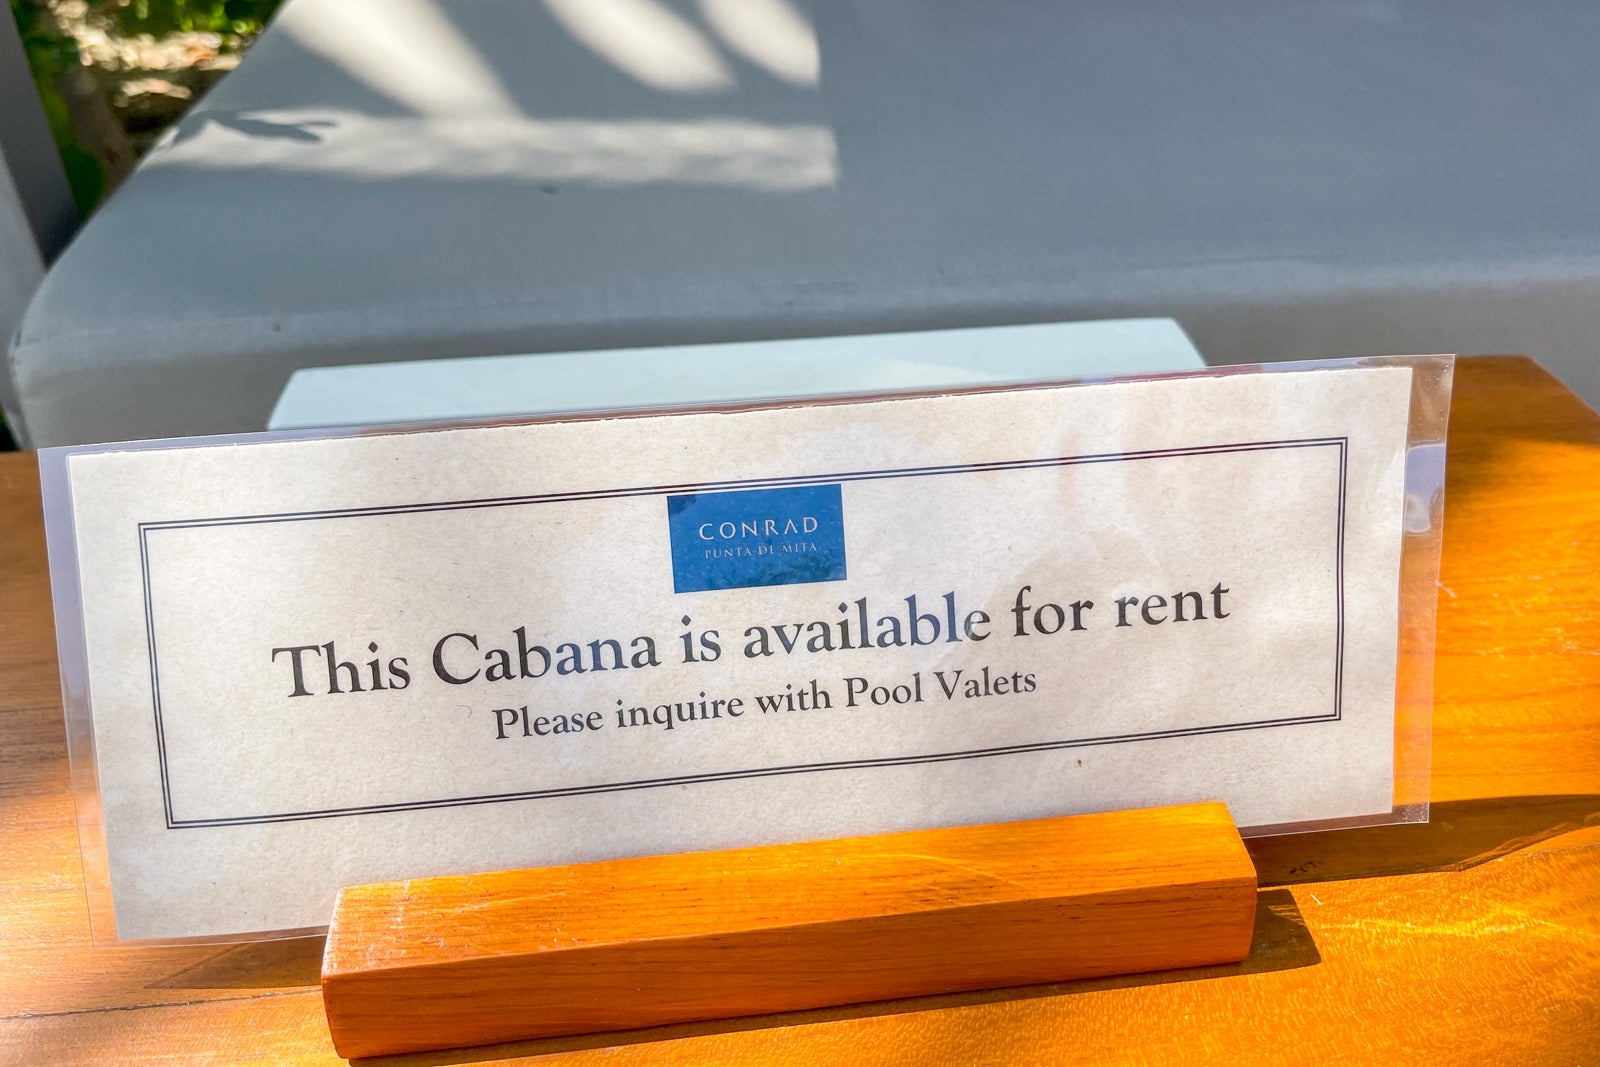 CONRAD
PUNTA DE MITA
This Cabana is available for rent
Please inquire with Pool Valets